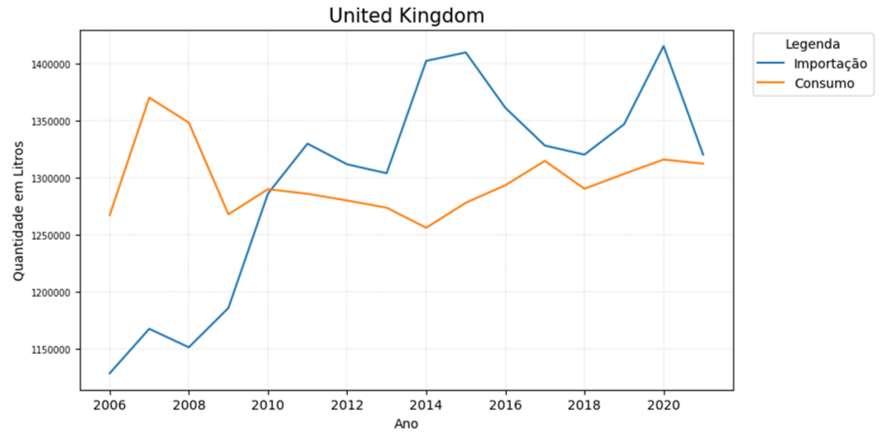 United Kingdom
Legenda
Importação
Consumo
Quantidade em Litros
1400000
1350000
1300000
1250000
1200000
1150000
2006 2008 2010 2012 2014 2016 2018 2020
Ano